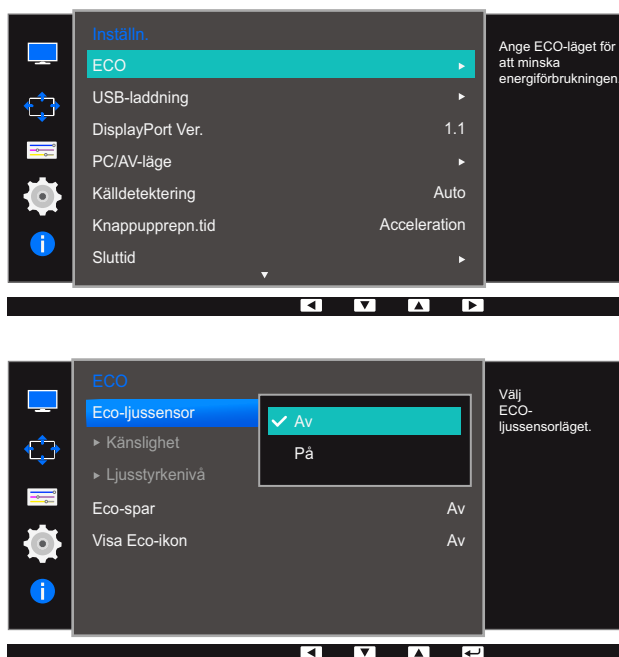 Inställn.
ECO
USB-laddning
DisplayPort Ver. 1.1
PC/AV-läge
Källdetektering Auto
Knappupprepn.tid Acceleration
Sluttid
Ange ECO-läget för
att minska
energiförbrukningen.
ECO
Eco-ljussensor
Känslighet
Ljusstyrkenivå
Eco-spar Av
Visa Eco-ikon Av
Av
På
Välj
ECO-
ljussensorläget.